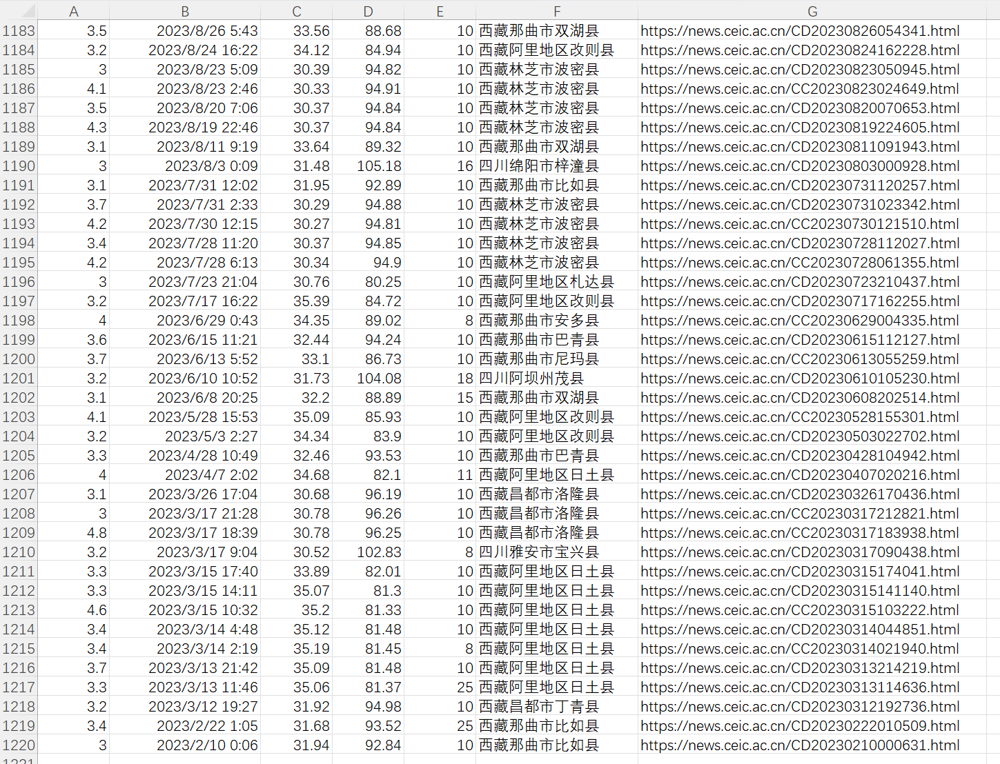 A B C D E F G
1183 3.5 2023/8/26 5:43 33.56 88.68 10 西藏那曲市双湖县 https://news.ceic.ac.cn/CD20230826054341.html
1184 3.2 2023/8/24 16:22 34.12 84.94 10 西藏阿里地区改则县 https://news.ceic.ac.cn/CD20230824162228.html
1185 3 2023/8/23 5:09 30.39 94.82 10 西藏林芝市波密县 https://news.ceic.ac.cn/CD20230823050945.html
1186 4.1 2023/8/23 2:46 30.33 94.91 10 西藏林芝市波密县 https://news.ceic.ac.cn/CC20230823024649.html
1187 3.5 2023/8/20 7:06 30.37 94.84 10 西藏林芝市波密县 https://news.ceic.ac.cn/CD20230820070653.html
1188 4.3 2023/8/19 22:46 30.37 94.84 10 西藏林芝市波密县 https://news.ceic.ac.cn/CD20230819224605.html
1189 3.1 2023/8/11 9:19 33.64 89.32 10 西藏那曲市双湖县 https://news.ceic.ac.cn/CD20230811091943.html
1190 3 2023/8/3 0:09 31.48 105.18 16 四川绵阳市梓潼县 https://news.ceic.ac.cn/CD20230803000928.html
1191 3.1 2023/7/31 12:02 31.95 92.89 10 西藏那曲市比如县 https://news.ceic.ac.cn/CD20230731120257.html
1192 3.7 2023/7/31 2:33 30.29 94.88 10 西藏林芝市波密县 https://news.ceic.ac.cn/CD20230731023342.html
1193 4.2 2023/7/30 12:15 30.27 94.81 10 西藏林芝市波密县 https://news.ceic.ac.cn/CC20230730121510.html
1194 3.4 2023/7/28 11:20 30.37 94.85 10 西藏林芝市波密县 https://news.ceic.ac.cn/CD20230728112027.html
1195 4.2 2023/7/28 6:13 30.34 94.9 10 西藏林芝市波密县 https://news.ceic.ac.cn/CC20230728061355.html
1196 3 2023/7/23 21:04 30.76 80.25 10 西藏阿里地区札达县 https://news.ceic.ac.cn/CD20230723210437.html
1197 3.2 2023/7/17 16:22 35.39 84.72 10 西藏阿里地区改则县 https://news.ceic.ac.cn/CD20230717162255.html
1198 4 2023/6/29 0:43 34.35 89.02 8 西藏那曲市安多县 https://news.ceic.ac.cn/CC20230629004335.html
1199 3.6 2023/6/15 11:21 32.44 94.24 10 西藏那曲市巴青县 https://news.ceic.ac.cn/CD20230615112127.html
1200 3.7 2023/6/13 5:52 33.1 86.73 10 西藏那曲市尼玛县 https://news.ceic.ac.cn/CC20230613055259.html
1201 3.2 2023/6/10 10:52 31.73 104.08 18 四川阿坝州茂县 https://news.ceic.ac.cn/CD20230610105230.html
1202 3.1 2023/6/8 20:25 32.2 88.89 15 西藏那曲市双湖县 https://news.ceic.ac.cn/CD20230608202514.html
1203 4.1 2023/5/28 15:53 35.09 85.93 10 西藏阿里地区改则县 https://news.ceic.ac.cn/CC20230528155301.html
1204 3.2 2023/5/3 2:27 34.34 83.9 10 西藏阿里地区改则县 https://news.ceic.ac.cn/CD20230503022702.html
1205 3.3 2023/4/28 10:49 32.46 93.53 10 西藏那曲市巴青县 https://news.ceic.ac.cn/CD20230428104942.html
1206 4 2023/4/7 2:02 34.68 82.1 11 西藏阿里地区日土县 https://news.ceic.ac.cn/CD20230407020216.html
1207 3.1 2023/3/26 17:04 30.68 96.19 10 西藏昌都市洛隆县 https://news.ceic.ac.cn/CD20230326170436.html
1208 3 2023/3/17 21:28 30.78 96.26 10 西藏昌都市洛隆县 https://news.ceic.ac.cn/CC20230317212821.html
1209 4.8 2023/3/17 18:39 30.78 96.25 10 西藏昌都市洛隆县 https://news.ceic.ac.cn/CC20230317183938.html
1210 3.2 2023/3/17 9:04 30.52 102.83 8 四川雅安市宝兴县 https://news.ceic.ac.cn/CD20230317090438.html
1211 3.3 2023/3/15 17:40 33.89 82.01 10 西藏阿里地区日土县 https://news.ceic.ac.cn/CD20230315174041.html
1212 3.3 2023/3/15 14:11 35.07 81.3 10 西藏阿里地区日土县 https://news.ceic.ac.cn/CD20230315141140.html
1213 4.6 2023/3/15 10:32 35.2 81.33 10 西藏阿里地区日土县 https://news.ceic.ac.cn/CC20230315103222.html
1214 3.4 2023/3/14 4:48 35.12 81.48 10 西藏阿里地区日土县 https://news.ceic.ac.cn/CD20230314044851.html
1215 3.4 2023/3/14 2:19 35.19 81.45 8 西藏阿里地区日土县 https://news.ceic.ac.cn/CC20230314021940.html
1216 3.7 2023/3/13 21:42 35.09 81.48 10 西藏阿里地区日土县 https://news.ceic.ac.cn/CD20230313214219.html
1217 3.3 2023/3/13 11:46 35.06 81.37 25 西藏阿里地区日土县 https://news.ceic.ac.cn/CD20230313114636.html
1218 3.2 2023/3/12 19:27 31.92 94.98 10 西藏昌都市丁青县 https://news.ceic.ac.cn/CD20230312192736.html
1219 3.4 2023/2/22 1:05 31.68 93.52 25 西藏那曲市比如县 https://news.ceic.ac.cn/CD20230222010509.html
1220 3 2023/2/10 0:06 31.94 92.84 10 西藏那曲市比如县 https://news.ceic.ac.cn/CD20230210000631.html